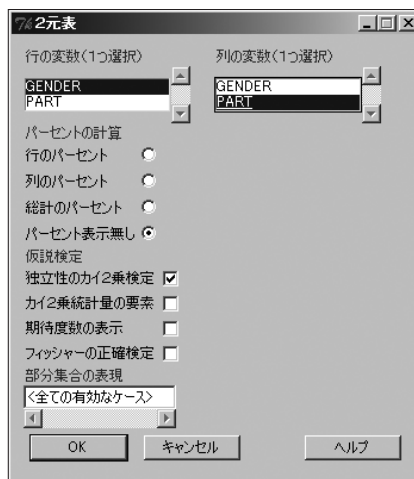 2元表
行の変数(1つ選択)
列の変数(1つ選択)
GENDER
PART
GENDER
PART
パーセントの計算
行のパーセント
列のパーセント
総計のパーセント
パーセント表示無し
仮説検定
独立性のカイ2乗検定
カイ2乗統計量の要素
期待度数の表示
フィッシャーの正確検定
部分集合の表現
<全ての有効なケース>
OK
キャンセル
ヘルプ